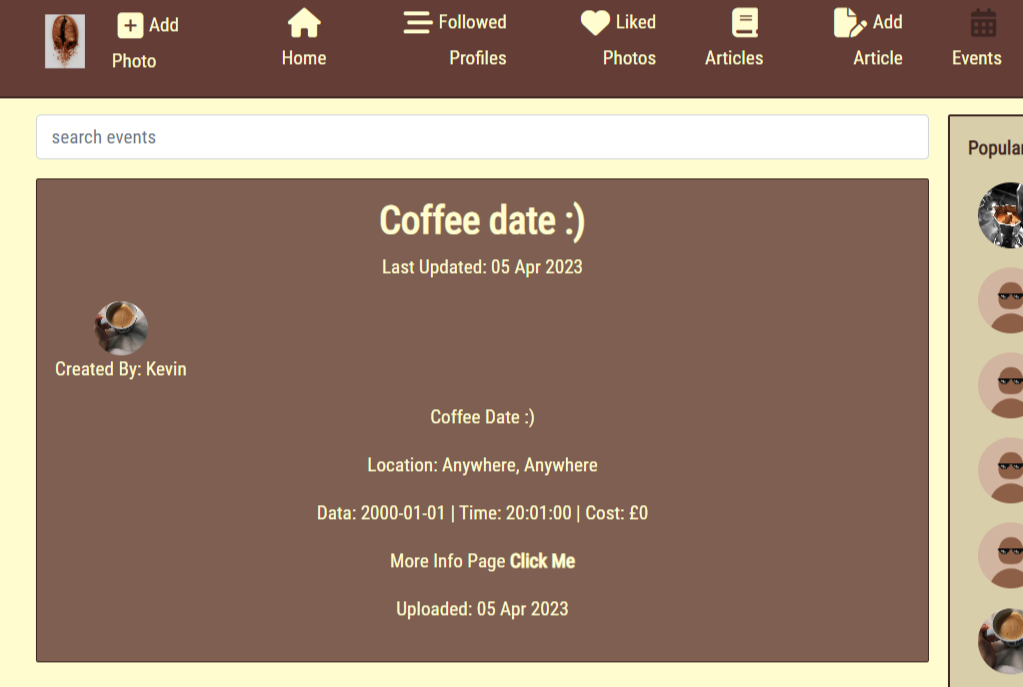 Add Photo
Home
Followed Profiles
Liked Photos
Articles
Add Article
Events
search events
Popular
Coffee date :)
Last Updated: 05 Apr 2023
Created By: Kevin
Coffee Date :)
Location: Anywhere, Anywhere
Data: 2000-01-01 | Time: 20:01:00 | Cost: £0
More Info Page Click Me
Uploaded: 05 Apr 2023